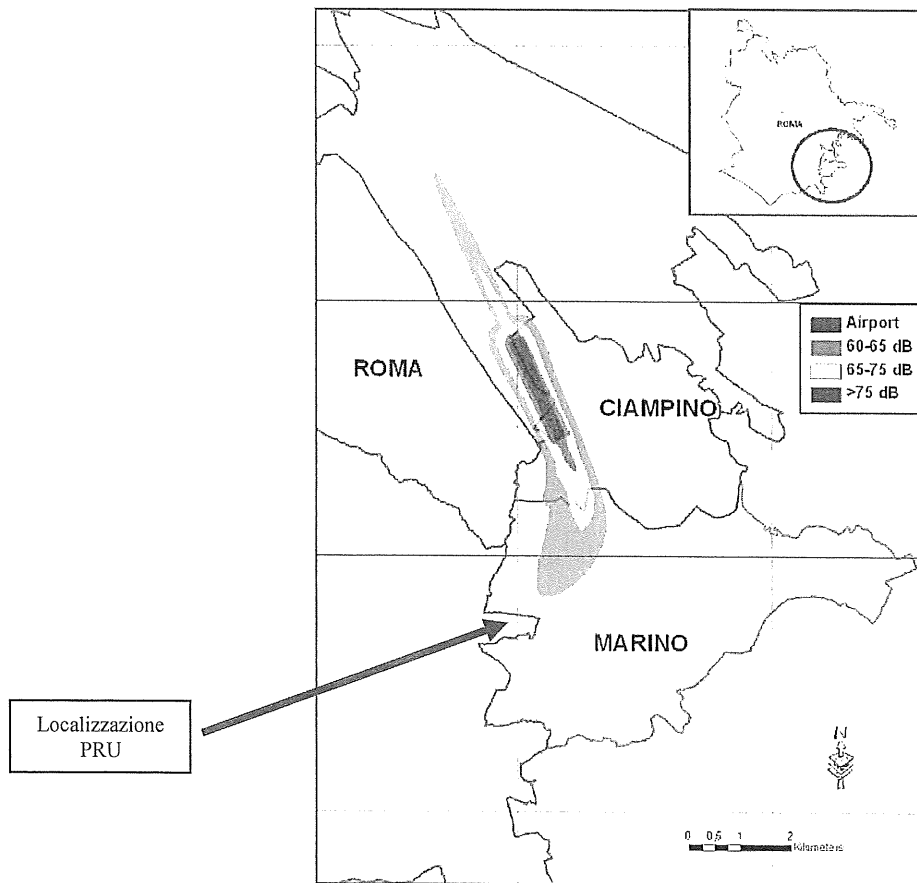 ROMA
Airport
60-65 dB
65-75 dB
>75 dB
ROMA
CIAMPINO
MARINO
Localizzazione
PRU
N
0 0,5 1 2
Kilometers